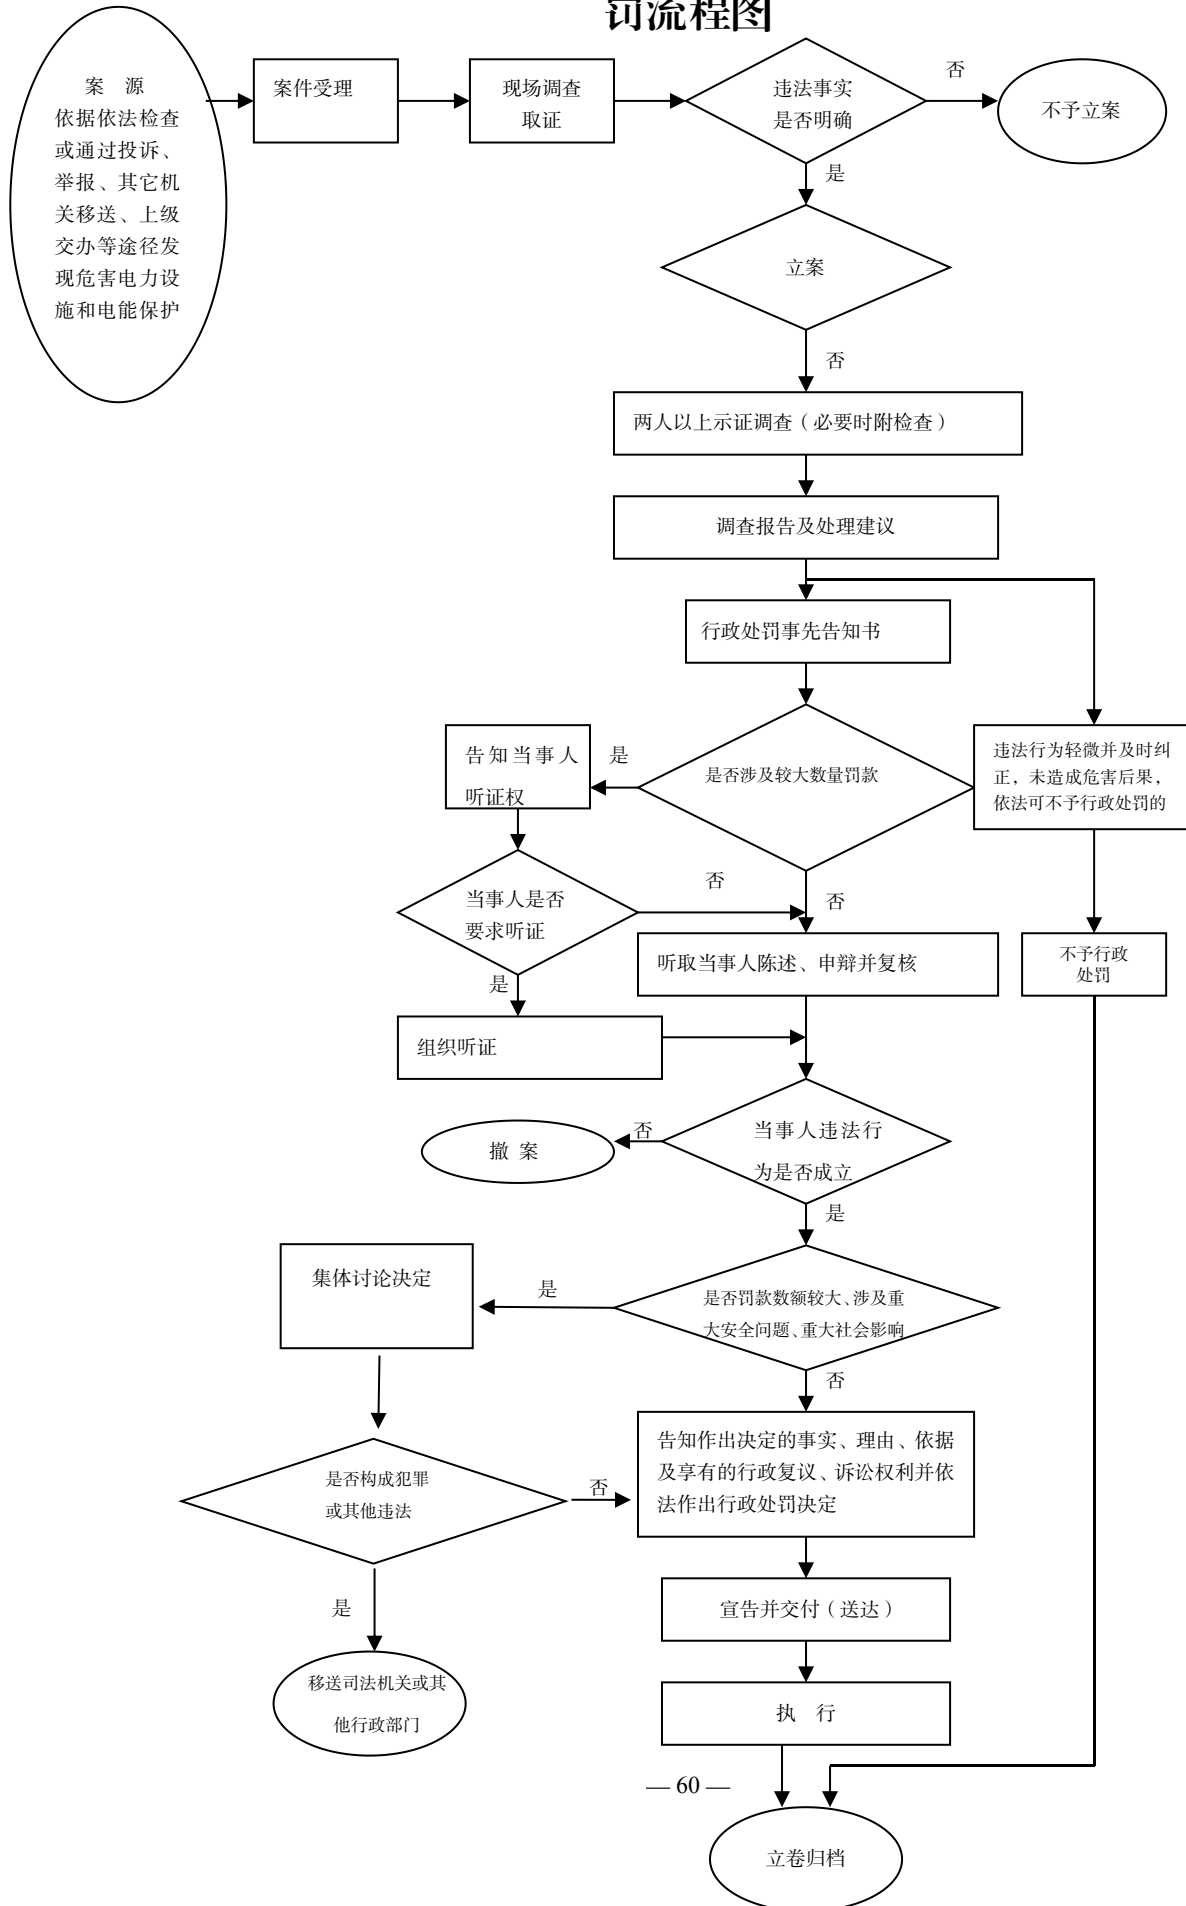 罚流程图
案 源
依据依法检查
或通过投诉、
举报、其它机
关移送、上级
交办等途径发
现危害电力设
施和电能保护
案件受理
现场调查
取证
违法事实
是否明确
否
不予立案
是
立案
否
两人以上示证调查（必要时附检查）
调查报告及处理建议
行政处罚事先告知书
告知当事人
听证权
是
是否涉及较大数量罚款
违法行为轻微并及时纠
正，未造成危害后果，
依法可不予行政处罚的
当事人是否
要求听证
否
否
听取当事人陈述、申辩并复核
不予行政
处罚
是
组织听证
撤 案
否
当事人违法行
为是否成立
是
集体讨论决定
是
是否罚款数额较大、涉及重
大安全问题、重大社会影响
否
告知作出决定的事实、理由、依据
及享有的行政复议、诉讼权利并依
法作出行政处罚决定
是否构成犯罪
或其他违法
否
宣告并交付（送达）
是
移送司法机关或其
他行政部门
执 行
— 60 —
立卷归档